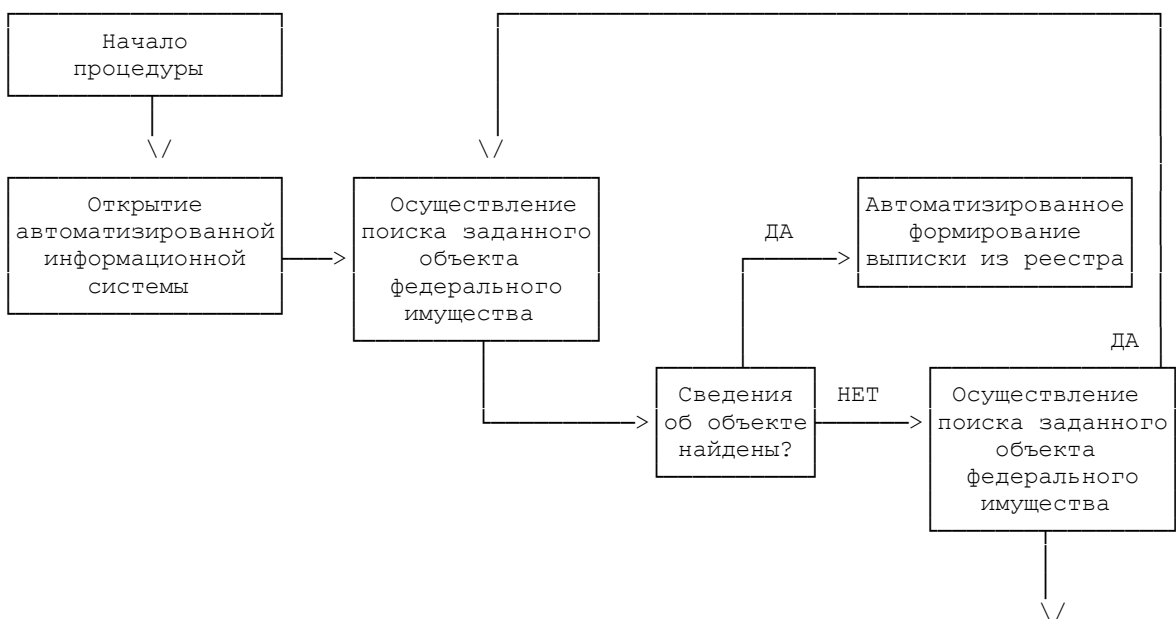 Начало
процедуры
Открытие
автоматизированной
информационной
системы
Осуществление
поиска заданного
объекта
федерального
имущества
ДА
Автоматизированное
формирование
выписки из реестра
ДА
Сведения
об объекте
найдены?
НЕТ
Осуществление
поиска заданного
объекта
федерального
имущества